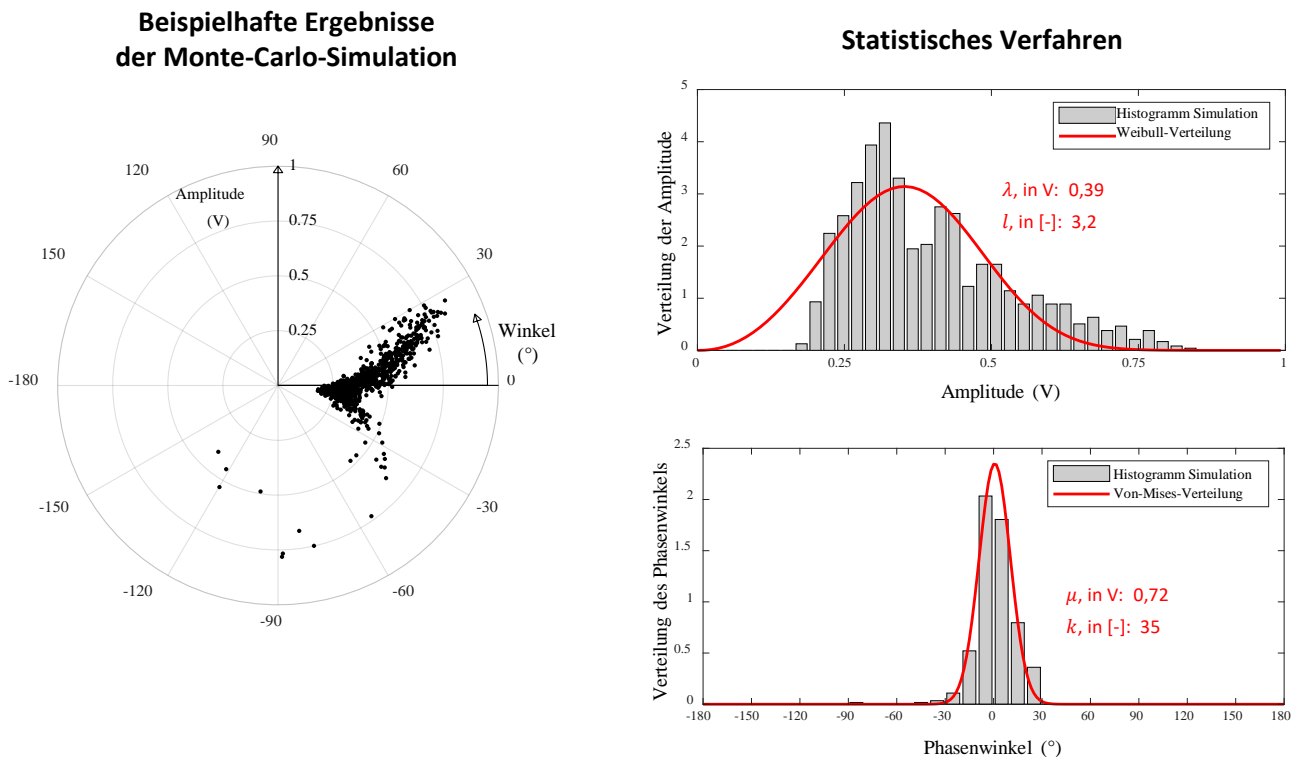 Beispielhafte Ergebnisse
der Monte-Carlo-Simulation
90
120
60
1
Amplitude
(V)
0.75
150
30
0.5
0.25
Winkel
(°)
-180
0
-150
-30
-120
-60
-90
Statistisches Verfahren
5
4
3
2
1
0
Verteilung der Amplitude
Histogramm Simulation
Weibull-Verteilung
λ, in V: 0,39
l, in [-]: 3,2
0 0.25 0.5 0.75 1
Amplitude (V)
2.5
2
1.5
1
0.5
0
Verteilung des Phasenwinkels
Histogramm Simulation
Von-Mises-Verteilung
μ, in V: 0,72
k, in [-]: 35
-180 -150 -120 -90 -60 -30 0 30 60 90 120 150 180
Phasenwinkel (°)